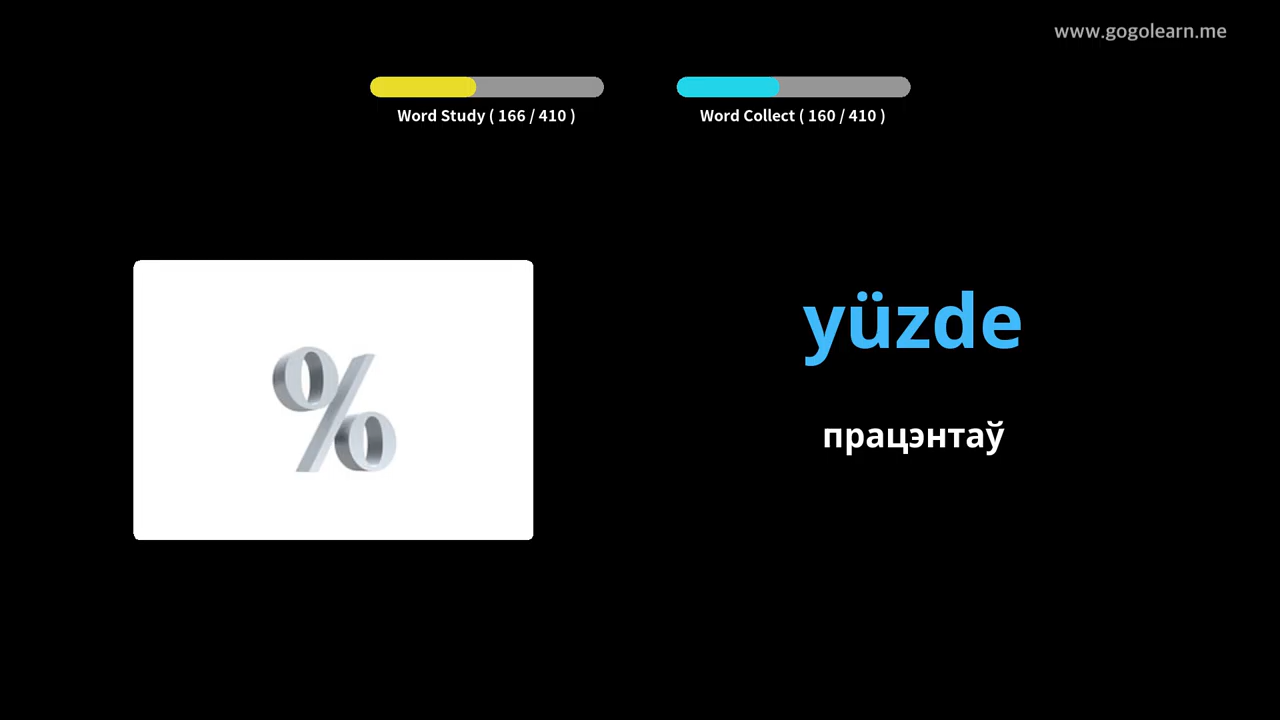 www.gogolearn.me
Word Study ( 166 / 410 )
Word Collect ( 160 / 410 )
%
yüzde
працэнтаў